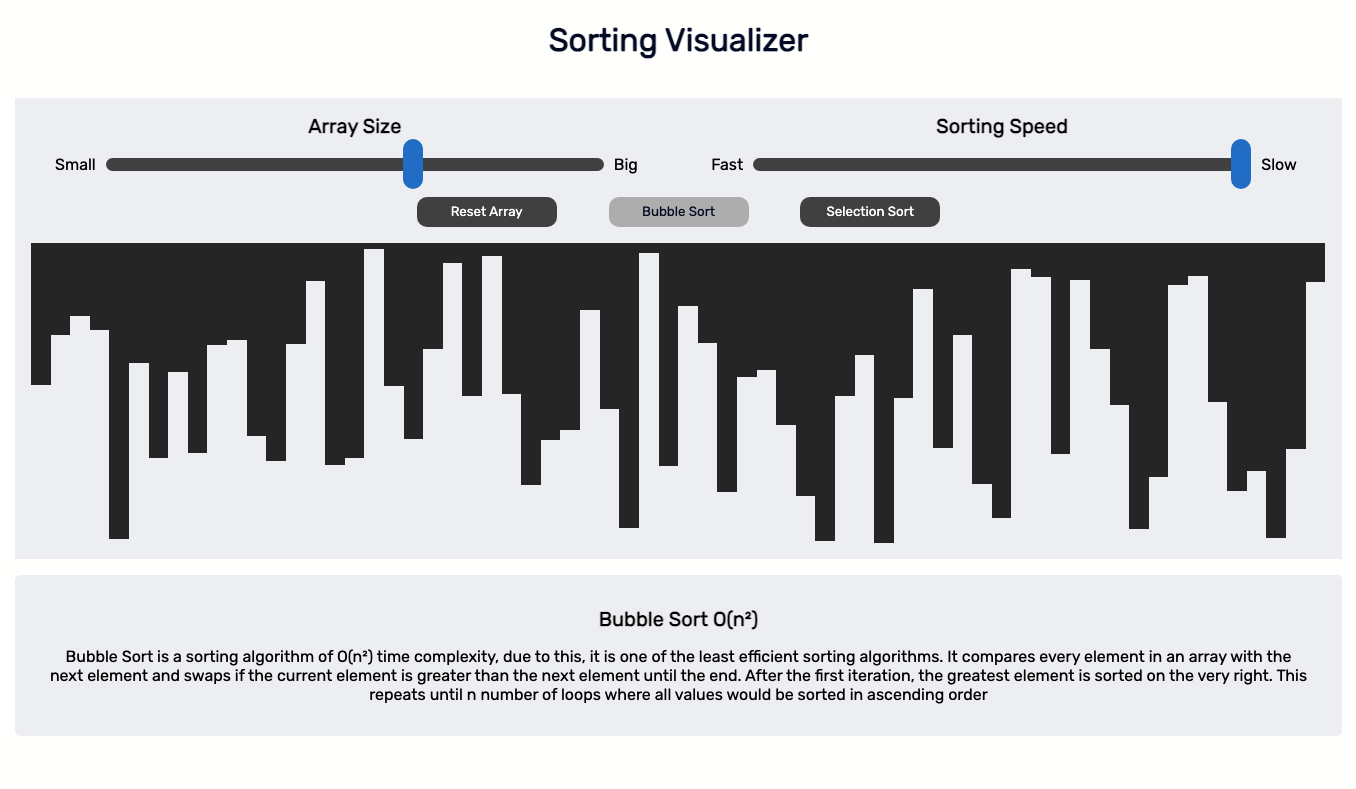 Sorting Visualizer
Array Size
Sorting Speed
Small
Big
Fast
Slow
Reset Array
Bubble Sort
Selection Sort
Bubble Sort O(n²)
Bubble Sort is a sorting algorithm of O(n²) time complexity, due to this, it is one of the least efficient sorting algorithms. It compares every element in an array with the
next element and swaps if the current element is greater than the next element until the end. After the first iteration, the greatest element is sorted on the very right. This
repeats until n number of loops where all values would be sorted in ascending order